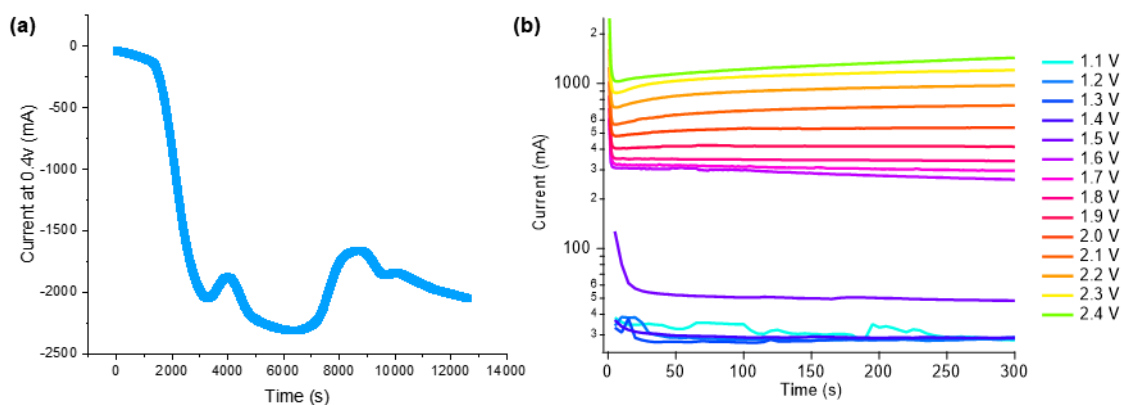 (a)
0
-500
-1000
-1500
-2000
-2500
Current at 0.4v (mA)
0
2000
4000
6000
8000
10000
12000
14000
Time (s)
(b)
2
1000
6
5
4
3
2
100
6
5
4
3
Current (mA)
0
50
100
150
200
250
300
Time (s)
1.1 V
1.2 V
1.3 V
1.4 V
1.5 V
1.6 V
1.7 V
1.8 V
1.9 V
2.0 V
2.1 V
2.2 V
2.3 V
2.4 V